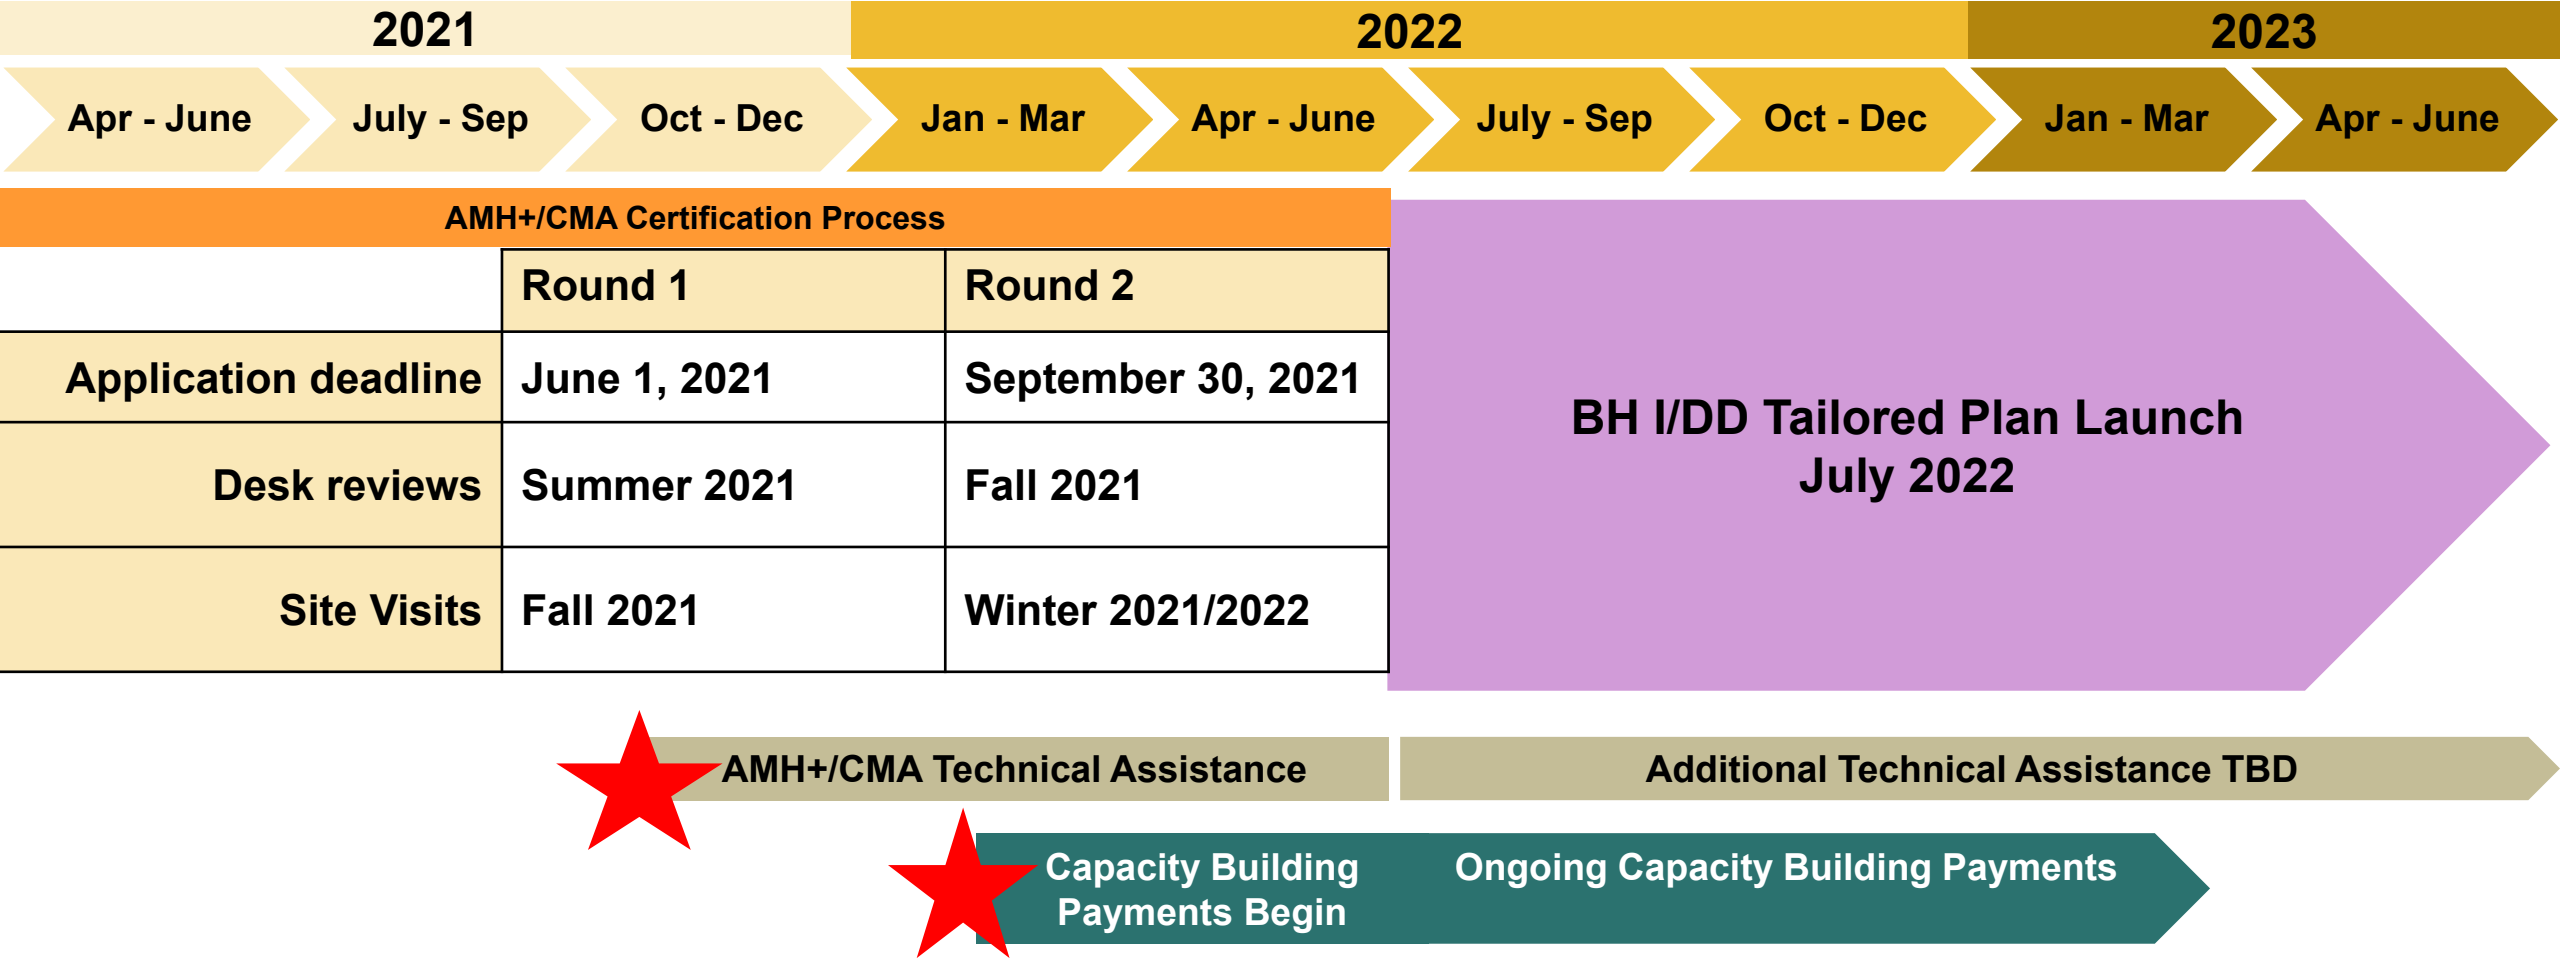 2021
2022
2023
Apr - June
July - Sep
Oct - Dec
Jan - Mar
Apr - June
July - Sep
Oct - Dec
Jan - Mar
Apr - June
AMH+/CMA Certification Process
Round 1
Round 2
Application deadline
June 1, 2021
September 30, 2021
Desk reviews
Summer 2021
Fall 2021
Site Visits
Fall 2021
Winter 2021/2022
BH I/DD Tailored Plan Launch
July 2022
AMH+/CMA Technical Assistance
Additional Technical Assistance TBD
Capacity Building
Payments Begin
Ongoing Capacity Building Payments